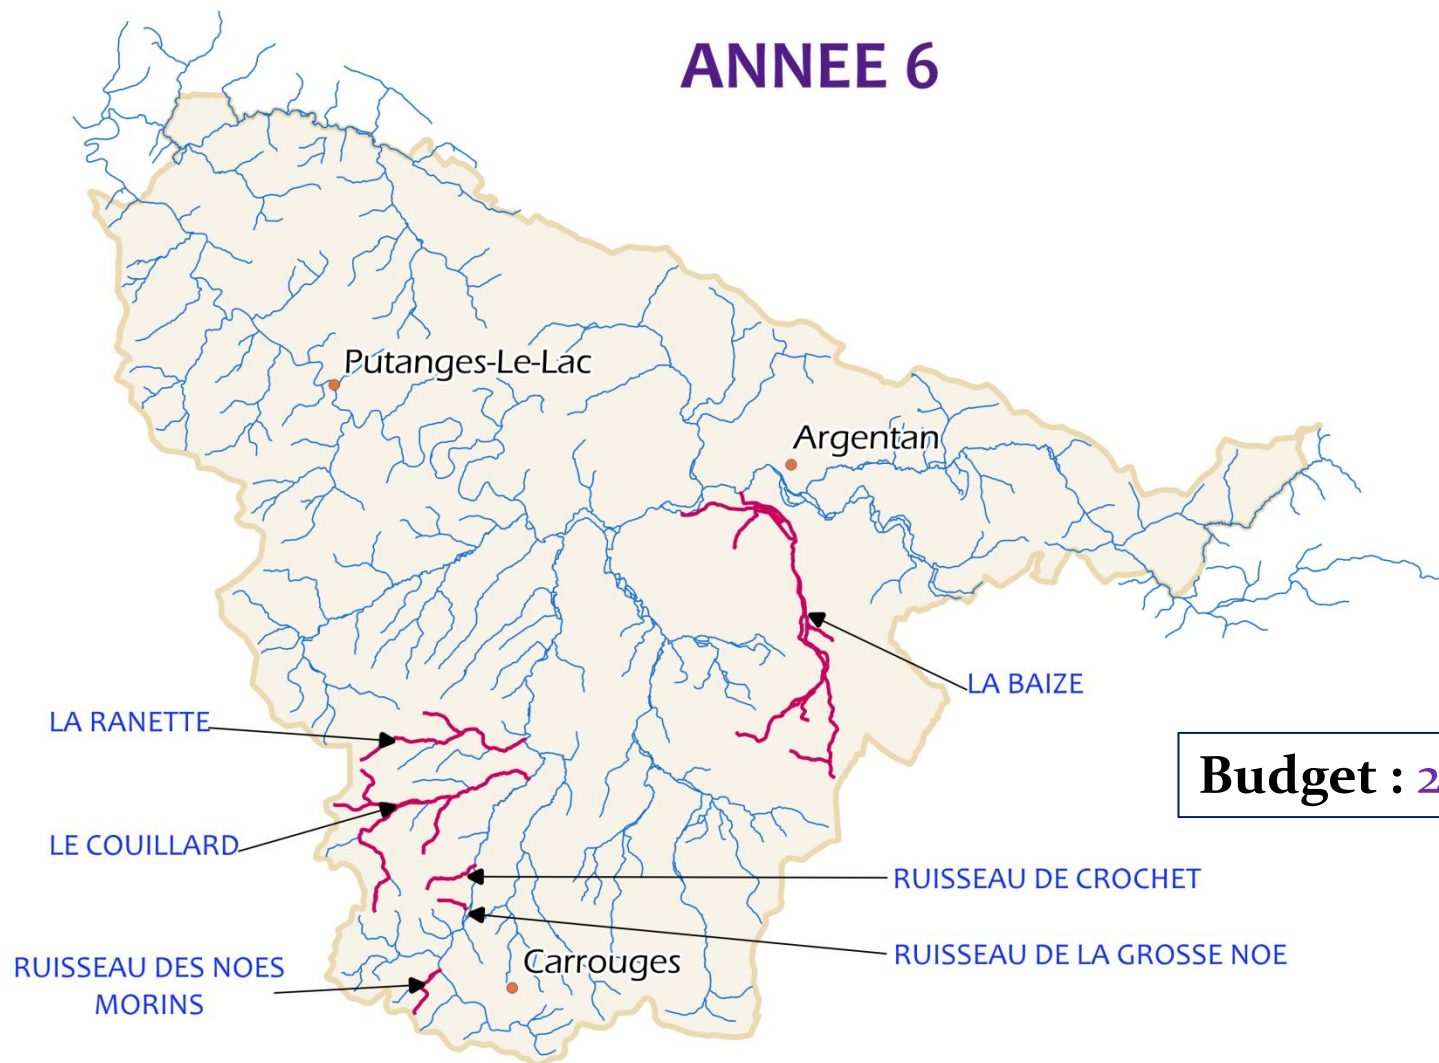 ANNEE 6
Putanges-Le-Lac
Argentan
LA BAIZE
LA RANETTE
Budget : 2
LE COUILLARD
RUISSEAU DE CROCHET
RUISSEAU DE LA GROSSE NOE
Carrouges
RUISSEAU DES NOES
MORINS